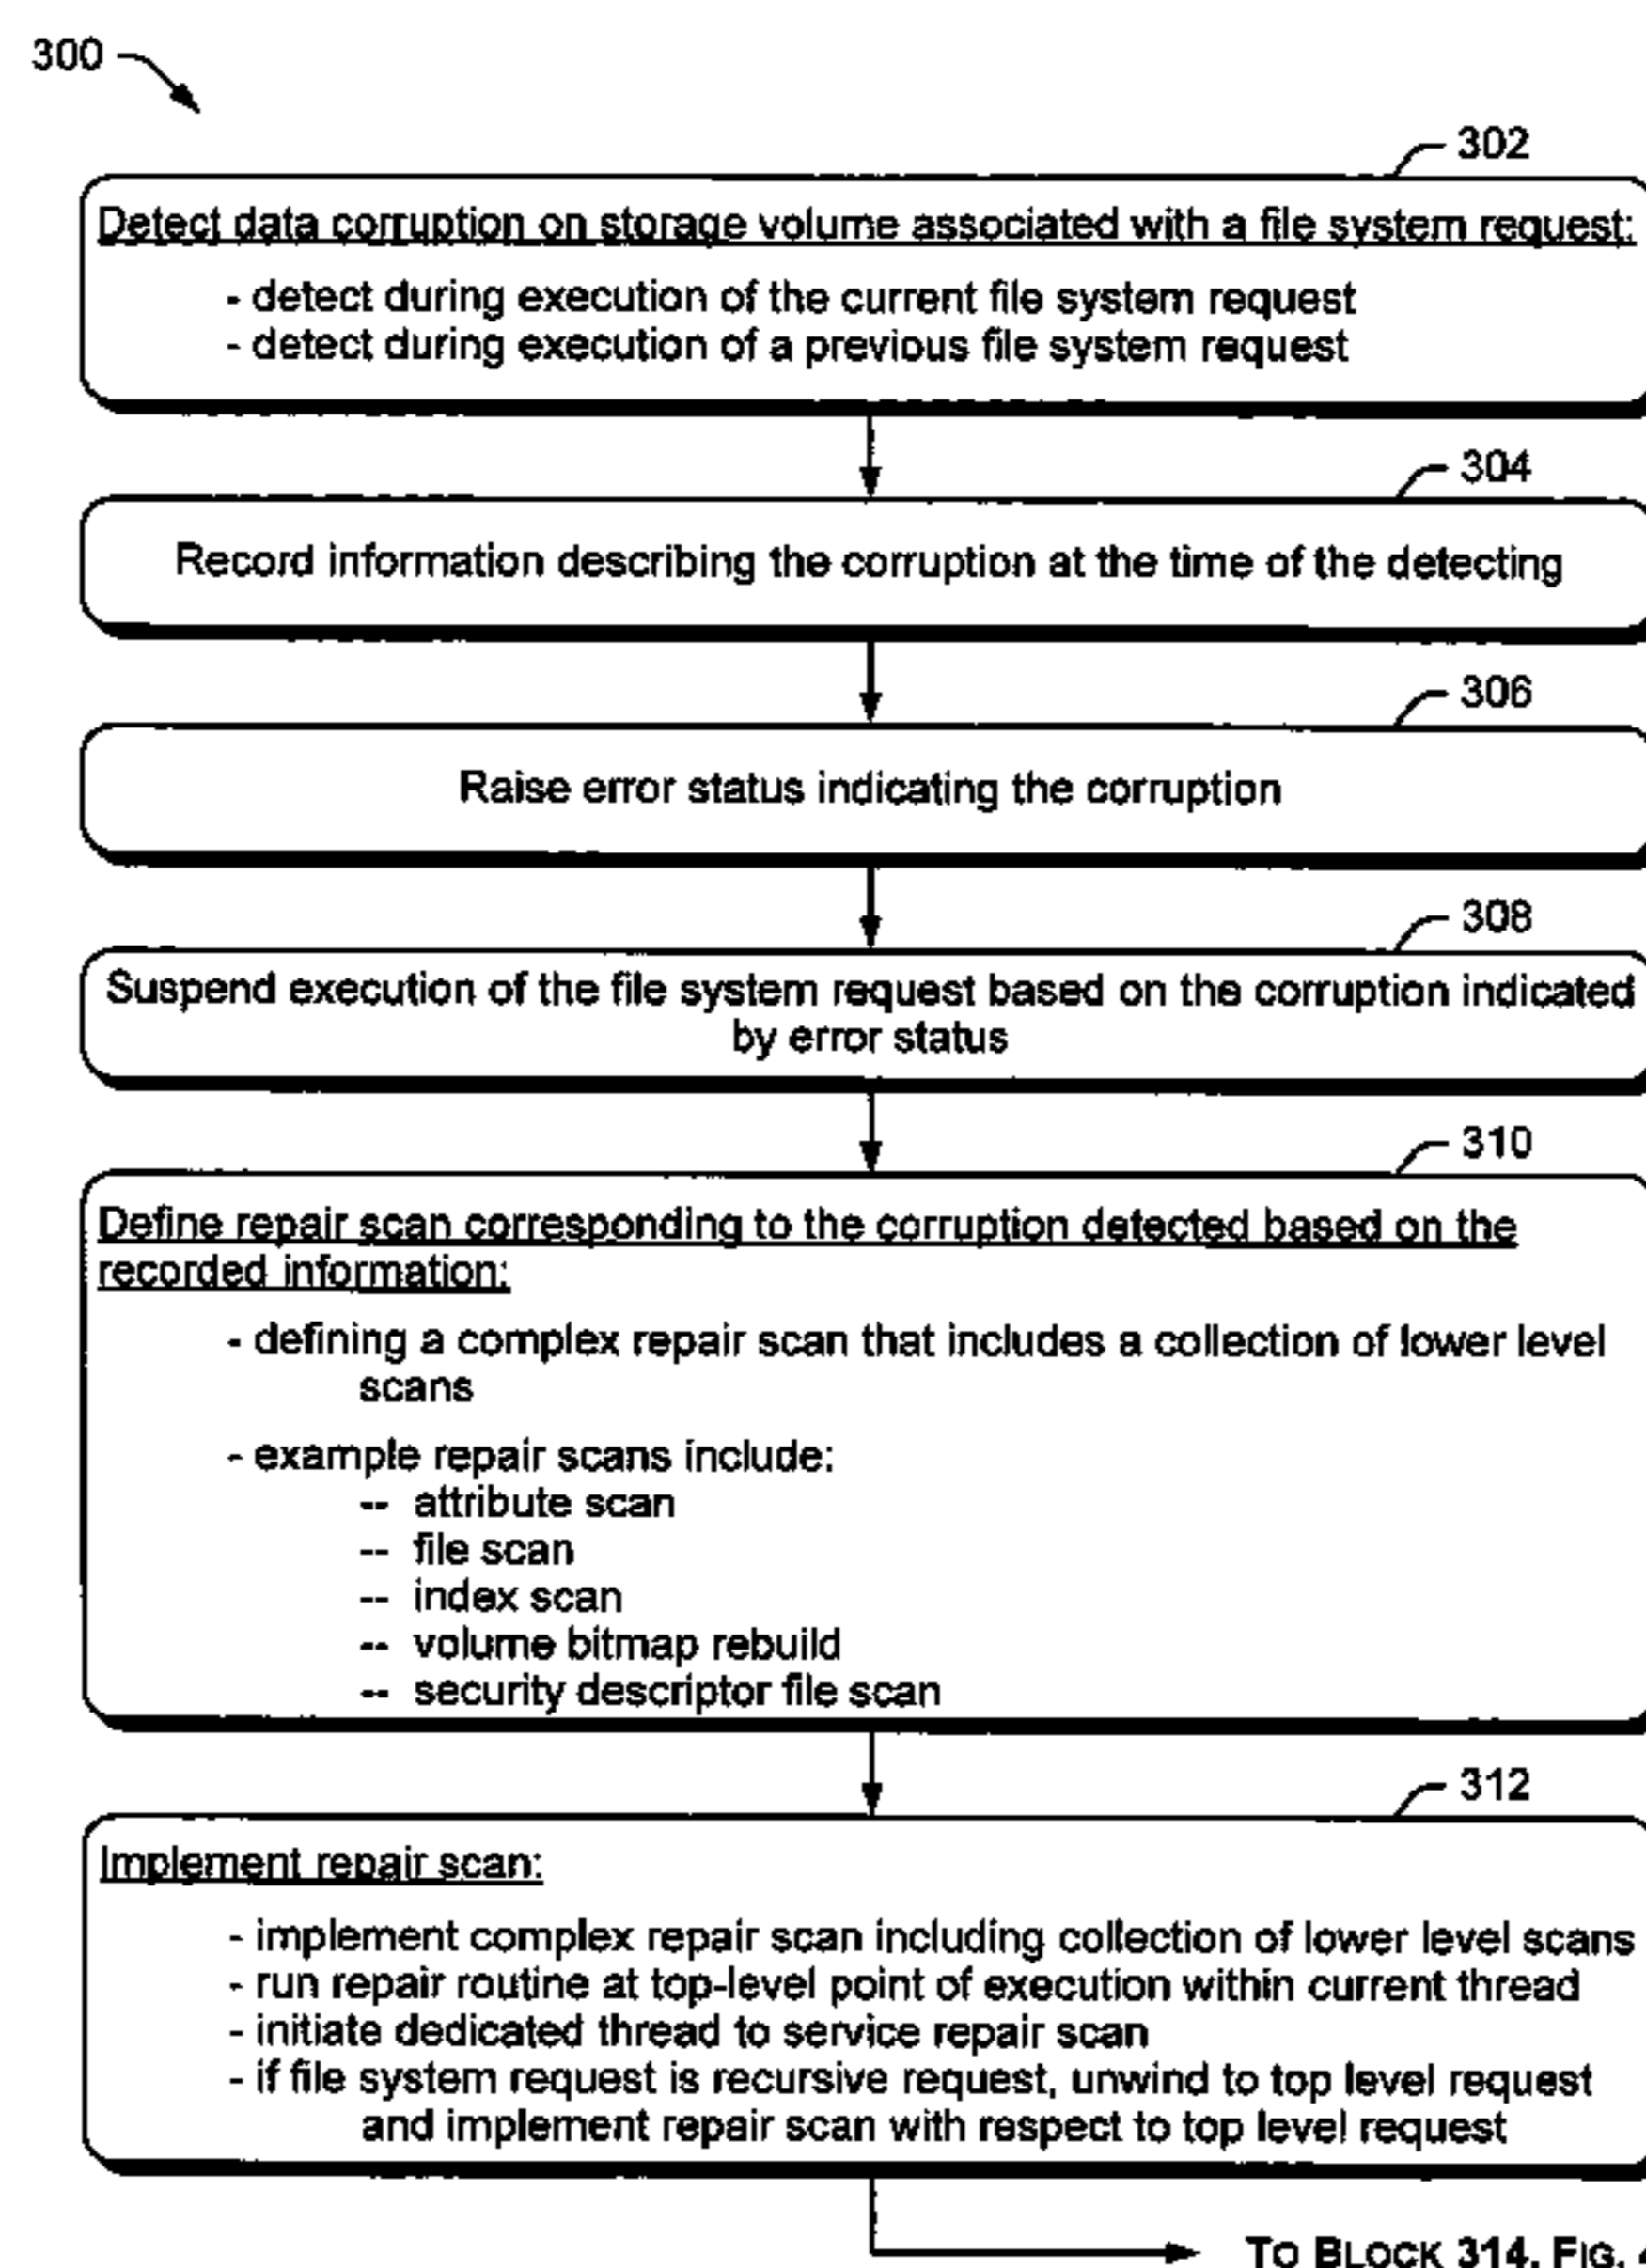 300
302
Detect data corruption on storage volume associated with a file system request:
- detect during execution of the current file system request
- detect during execution of a previous file system request
304
Record information describing the corruption at the time of the detecting
306
Raise error status indicating the corruption
308
Suspend execution of the file system request based on the corruption indicated
by error status
310
Define repair scan corresponding to the corruption detected based on the
recorded information:
- defining a complex repair scan that includes a collection of lower level
scans
- example repair scans include:
-- attribute scan
-- file scan
-- index scan
-- volume bitmap rebuild
-- security descriptor file scan
312
Implement repair scan:
- implement complex repair scan including collection of lower level scans
- run repair routine at top-level point of execution within current thread
- initiate dedicated thread to service repair scan
- if file system request is recursive request, unwind to top level request
and implement repair scan with respect to top level request
TO BLOCK 314, FIG.